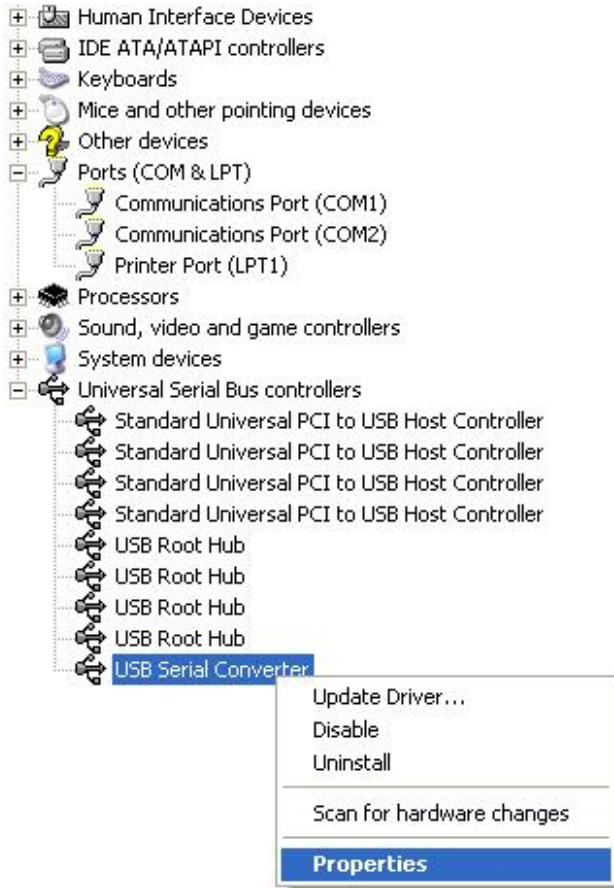 Human Interface Devices
IDE ATA/ATAPI controllers
Keyboards
Mice and other pointing devices
Other devices
Ports (COM & LPT)
Communications Port (COM1)
Communications Port (COM2)
Printer Port (LPT1)
Processors
Sound, video and game controllers
System devices
Universal Serial Bus controllers
Standard Universal PCI to USB Host Controller
Standard Universal PCI to USB Host Controller
Standard Universal PCI to USB Host Controller
Standard Universal PCI to USB Host Controller
USB Root Hub
USB Root Hub
USB Root Hub
USB Root Hub
USB Serial Converter
Update Driver...
Disable
Uninstall
Scan for hardware changes
Properties